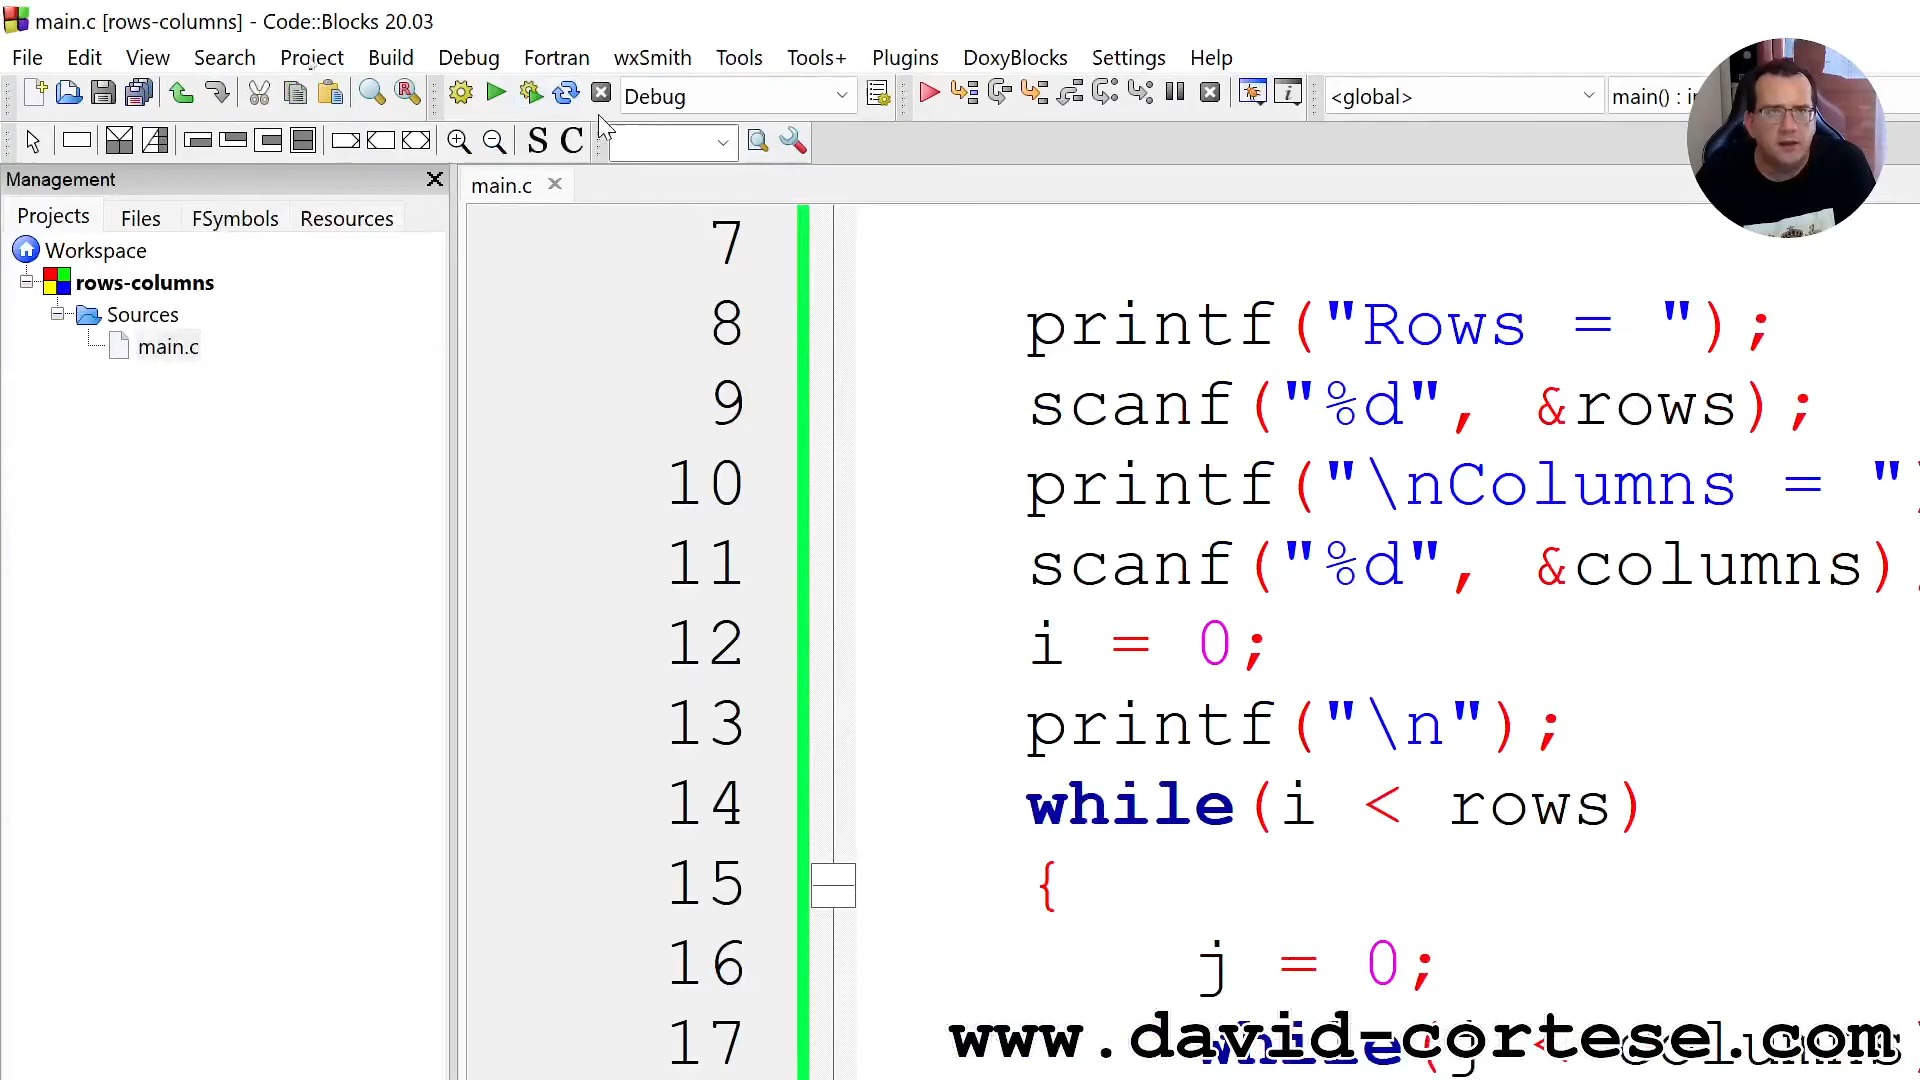 main.c [rows-columns] - Code::Blocks 20.03
File Edit View Search Project Build Debug Fortran wxSmith Tools Tools+ Plugins DoxyBlocks Settings Help
Debug
<global>
main() : i
S C
Management
main.c
Projects Files FSymbols Resources
Workspace
rows-columns
Sources
main.c
7
8 printf("Rows = ");
9 scanf("%d", &rows);
10 printf("\nColumns = "
11 scanf("%d", &columns)
12 i = 0;
13 printf("\n");
14 while(i < rows)
15 {
16 j = 0;
17 while(j < columns
www.david-cortese.com